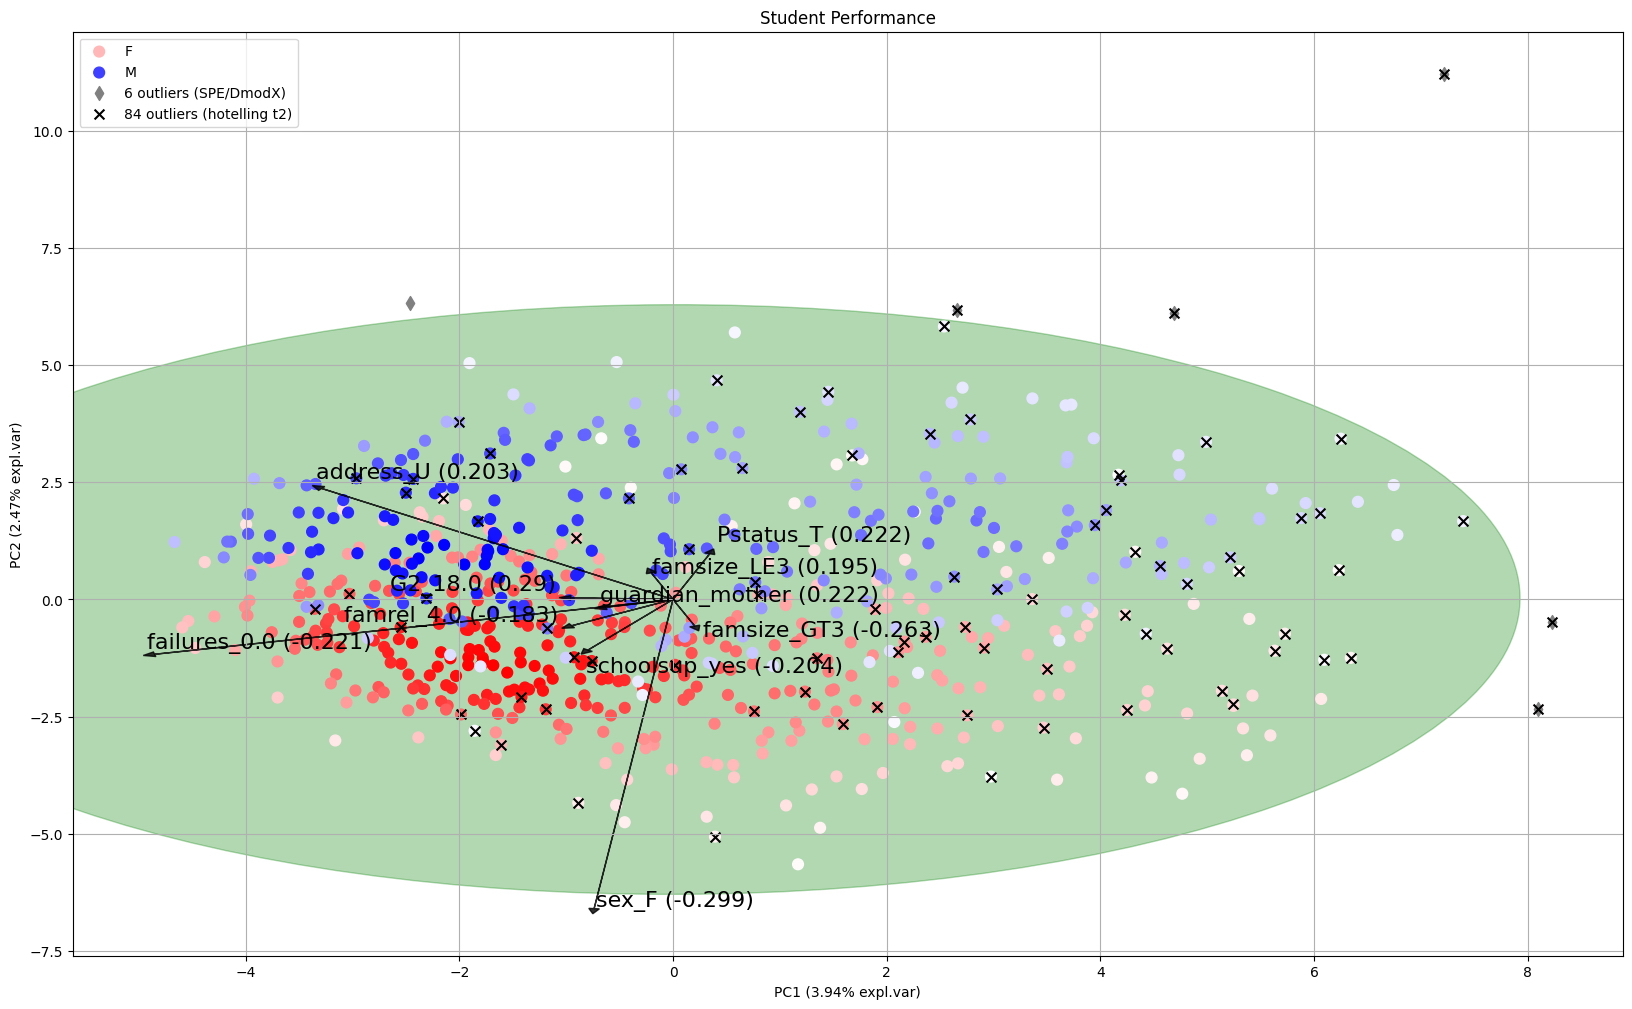 Student Performance
F
M
6 outliers (SPE/DmodX)
84 outliers (hotelling t2)
10.0
7.5
5.0
2.5
0.0
−2.5
−5.0
−7.5
PC2 (2.47% expl.var)
address_U (0.203)
Pstatus_T (0.222)
famsize_LE3 (0.195)
G2_18.0 (0.29)
guardian_mother (0.222)
famrel_4.0 (-0.183)
famsize_GT3 (-0.263)
failures_0.0 (-0.221)
schoolsup_yes (-0.204)
sex_F (-0.299)
−4
−2
0
2
4
6
8
PC1 (3.94% expl.var)